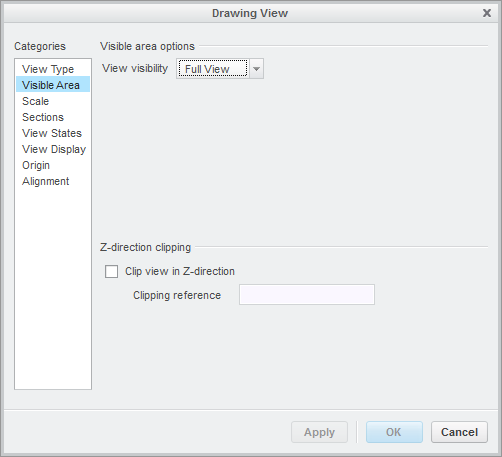 Drawing View
Categories
View Type
Visible Area
Scale
Sections
View States
View Display
Origin
Alignment
Visible area options
View visibility Full View
Z-direction clipping
Clip view in Z-direction
Clipping reference
Apply OK Cancel